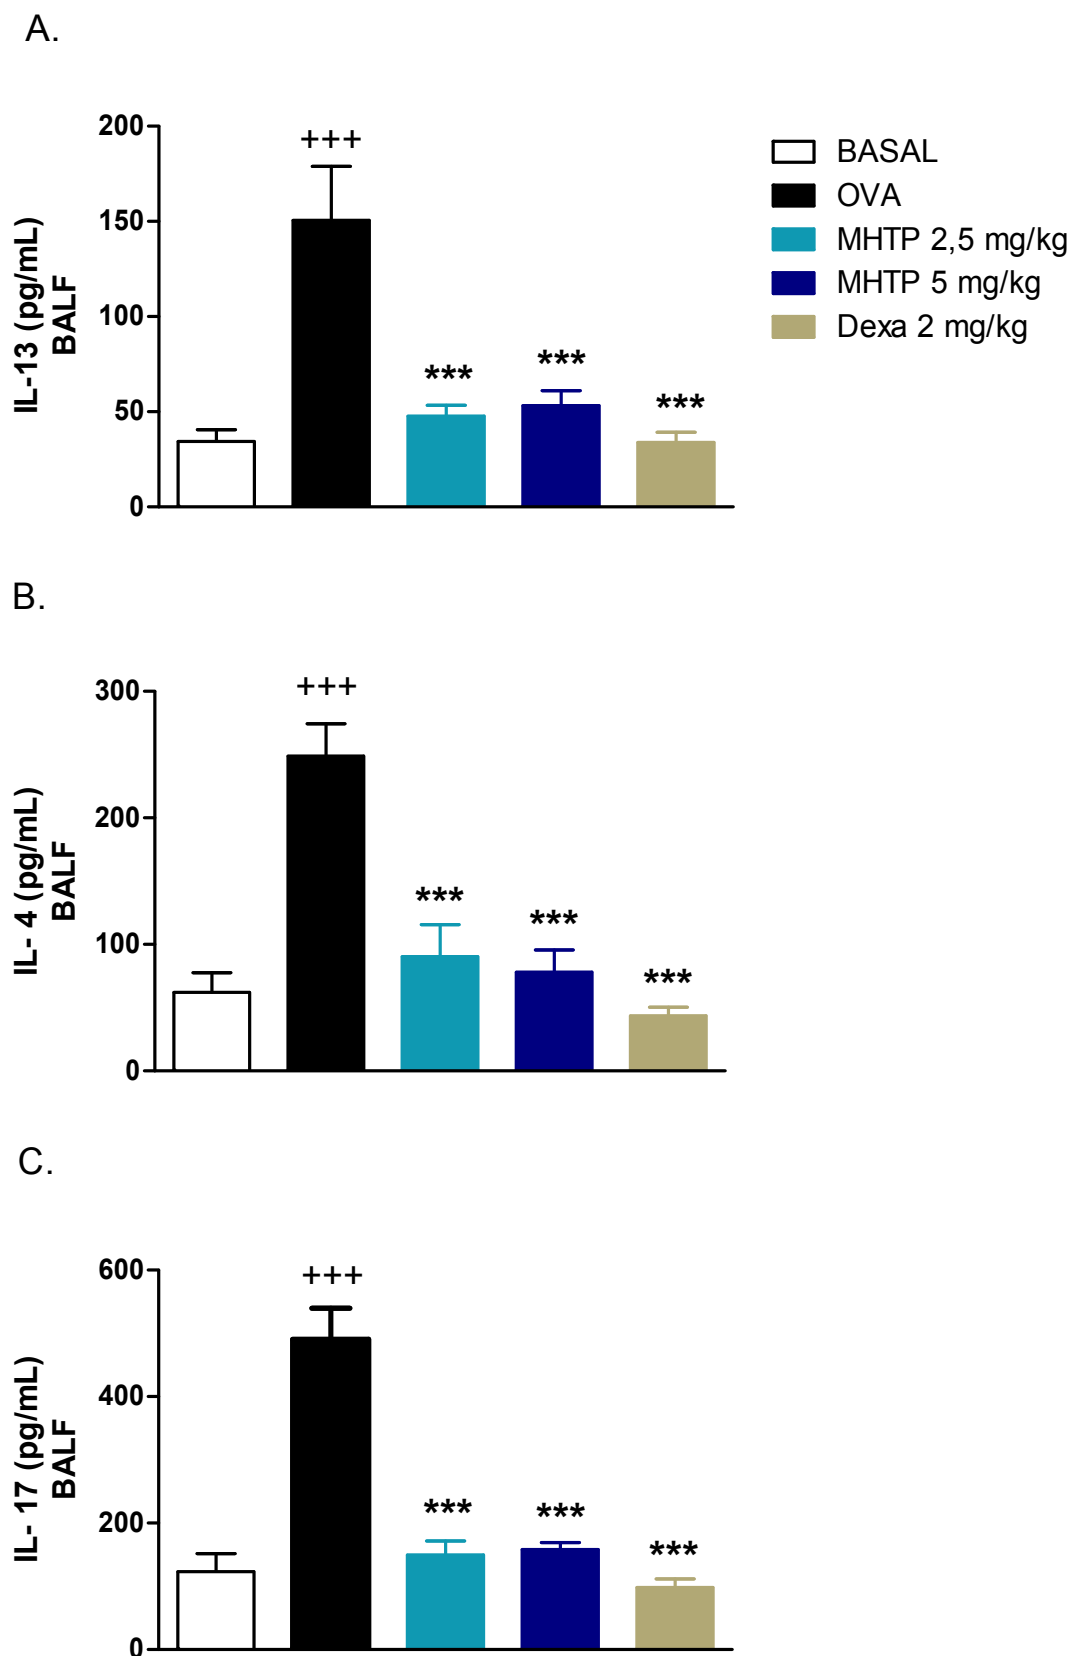 A.
200
150
100
50
0
IL-13 (pg/mL)
BALF
+++
***
***
***
BASAL
OVA
MHTP 2,5 mg/kg
MHTP 5 mg/kg
Dexa 2 mg/kg
B.
300
200
100
0
IL- 4 (pg/mL)
BALF
+++
***
***
***
C.
600
400
200
0
IL- 17 (pg/mL)
BALF
+++
***
***
***